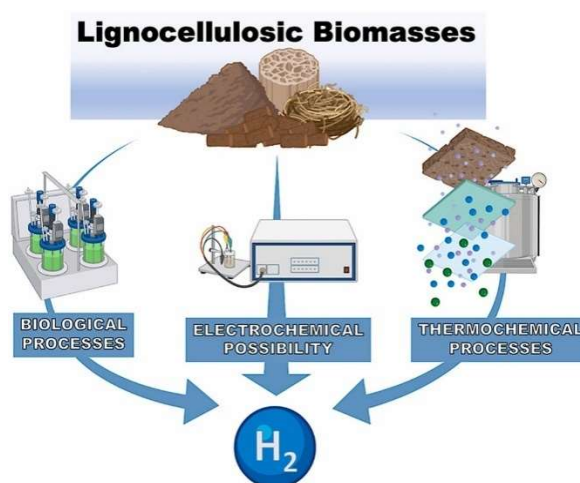 Lignocellulosic Biomasses
BIOLOGICAL
PROCESSES
ELECTROCHEMICAL
POSSIBILITY
THERMOCHEMICAL
PROCESSES
H₂